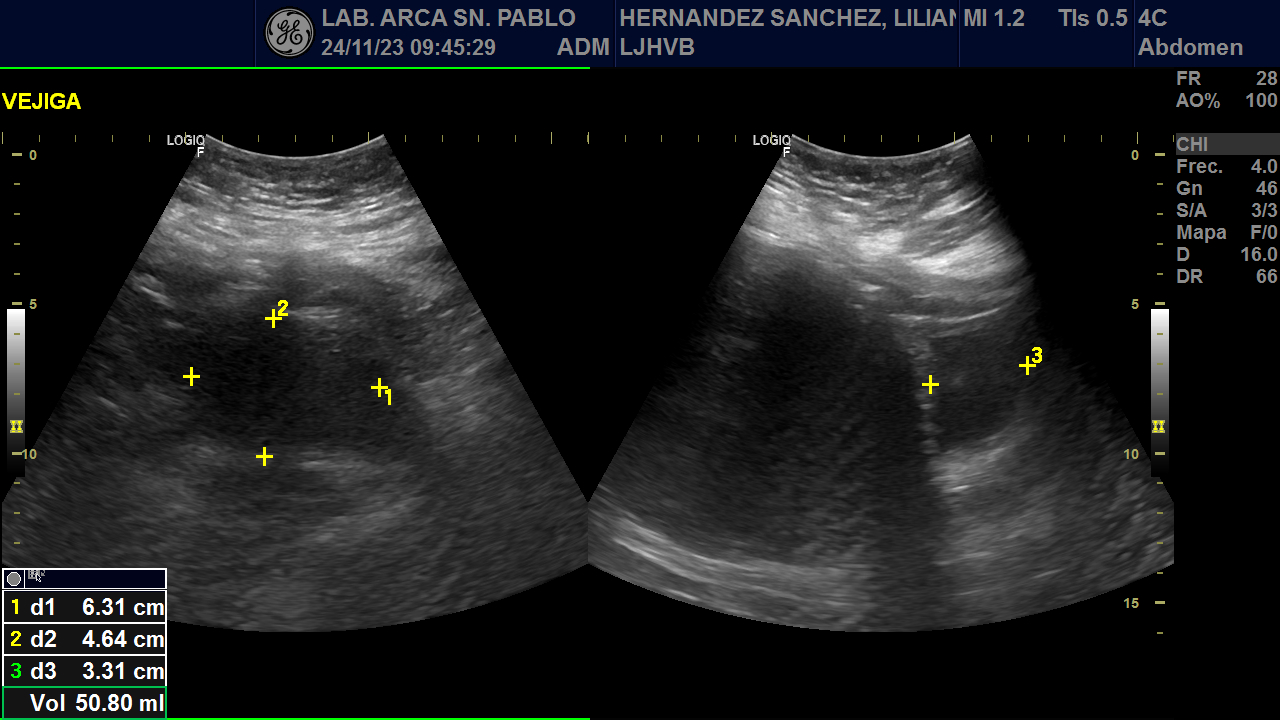 LAB. ARCA SN. PABLO
24/11/23 09:45:29 ADM
HERNANDEZ SANCHEZ, LILIAN
LJHVB
MI 1.2 TIs 0.5
4C
Abdomen
FR 28
AO% 100
CHI
Frec. 4.0
Gn 46
S/A 3/3
Mapa F/0
D 16.0
DR 66
VEJIGA
LOGIQ
F
LOGIQ
F
0
5
10
0
5
10
15
2
1
3
1 d1 6.31 cm
2 d2 4.64 cm
3 d3 3.31 cm
Vol 50.80 ml